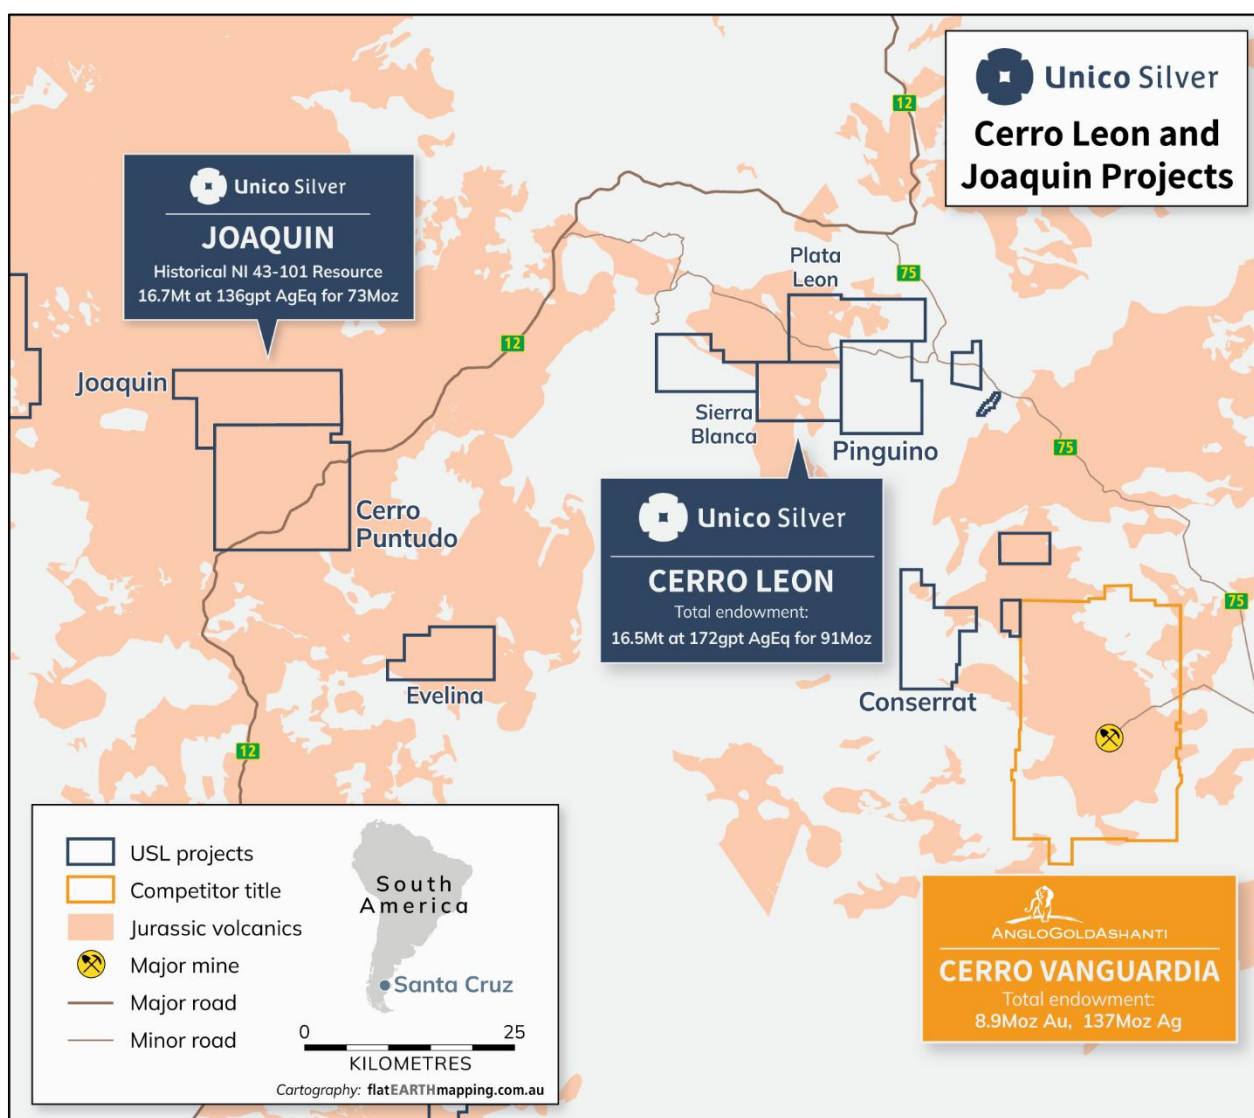 Unico Silver
Cerro Leon and
Joaquin Projects
12
Unico Silver
JOAQUIN
Historical NI 43-101 Resource
16.7Mt at 136gpt AgEq for 73Moz
Plata
Leon
75
12
Joaquin
Sierra
Blanca
Pinguino
75
Cerro
Puntudo
Unico Silver
CERRO LEON
Total endowment:
16.5Mt at 172gpt AgEq for 91Moz
75
Evelina
Conserrat
12
USL projects
Competitor title
Jurassic volcanics
Major mine
Major road
Minor road
South
America
Santa Cruz
0 25
KILOMETRES
Cartography: flatEARTHmapping.com.au
ANGLOGOLDASHANTI
CERRO VANGUARDIA
Total endowment:
8.9Moz Au, 137Moz Ag